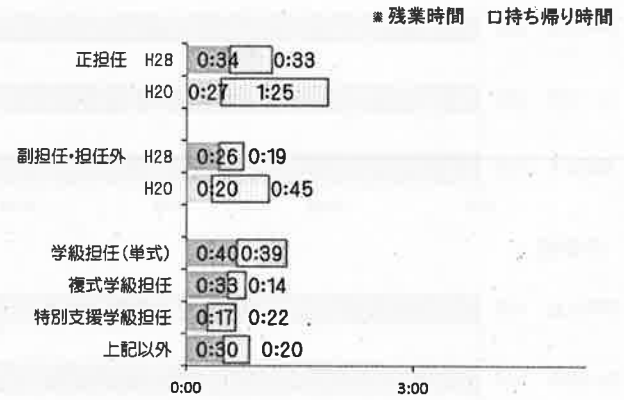 ■ 残業時間 □持ち帰り時間
正担任 H28 0:34 0:33
H20 0:27 1:25
副担任・担任外 H28 0:26 0:19
H20 0:20 0:45
学級担任(単式) 0:40 0:39
複式学級担任 0:33 0:14
特別支援学級担任 0:17 0:22
上記以外 0:30 0:20
0:00 3:00